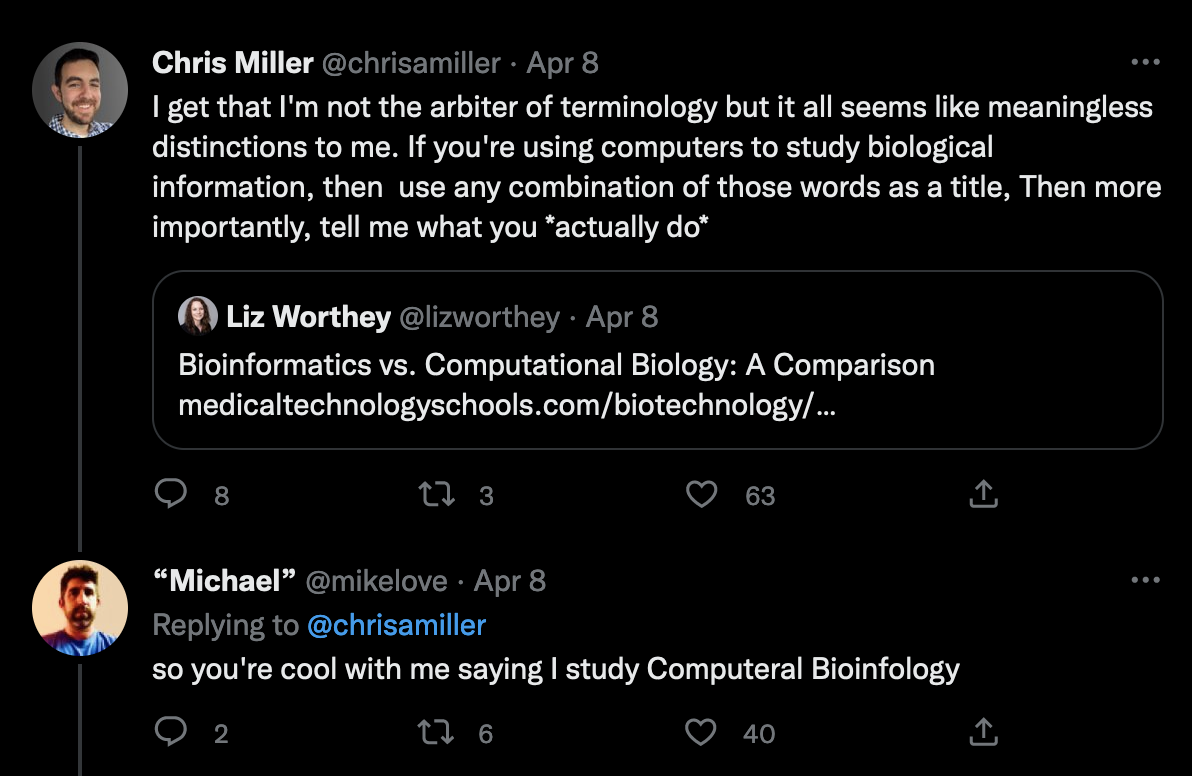 Chris Miller @chrisamiller · Apr 8
I get that I'm not the arbiter of terminology but it all seems like meaningless
distinctions to me. If you're using computers to study biological
information, then  use any combination of those words as a title, Then more
importantly, tell me what you *actually do*
Liz Worthey @lizworthey · Apr 8
Bioinformatics vs. Computational Biology: A Comparison
medicaltechnologyschools.com/biotechnology/…
8 3 63
“Michael” @mikelove · Apr 8
Replying to @chrisamiller
so you're cool with me saying I study Computeral Bioinfology
2 6 40